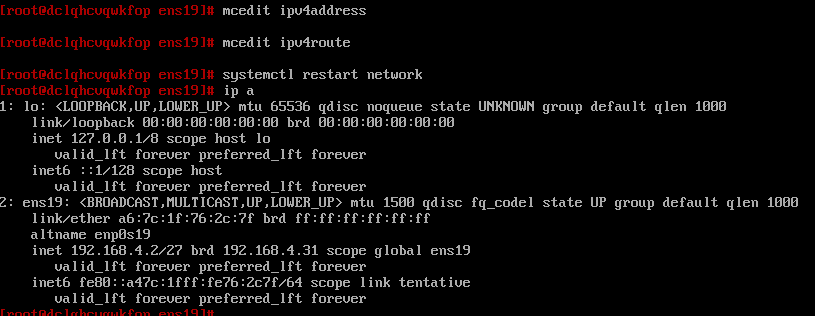 [root@dclqhcvqwkfop ens19]# mcedit ipv4address
[root@dclqhcvqwkfop ens19]# mcedit ipv4route
[root@dclqhcvqwkfop ens19]# systemctl restart network
[root@dclqhcvqwkfop ens19]# ip a
1: lo: <LOOPBACK,UP,LOWER_UP> mtu 65536 qdisc noqueue state UNKNOWN group default qlen 1000
    link/loopback 00:00:00:00:00:00 brd 00:00:00:00:00:00
    inet 127.0.0.1/8 scope host lo
       valid_lft forever preferred_lft forever
    inet6 ::1/128 scope host
       valid_lft forever preferred_lft forever
2: ens19: <BROADCAST,MULTICAST,UP,LOWER_UP> mtu 1500 qdisc fq_codel state UP group default qlen 1000
    link/ether a6:7c:1f:76:2c:7f brd ff:ff:ff:ff:ff:ff
    altname enp0s19
    inet 192.168.4.2/27 brd 192.168.4.31 scope global ens19
       valid_lft forever preferred_lft forever
    inet6 fe80::a47c:1fff:fe76:2c7f/64 scope link tentative
       valid_lft forever preferred_lft forever
[root@dclqhcvqwkfop ens19]#